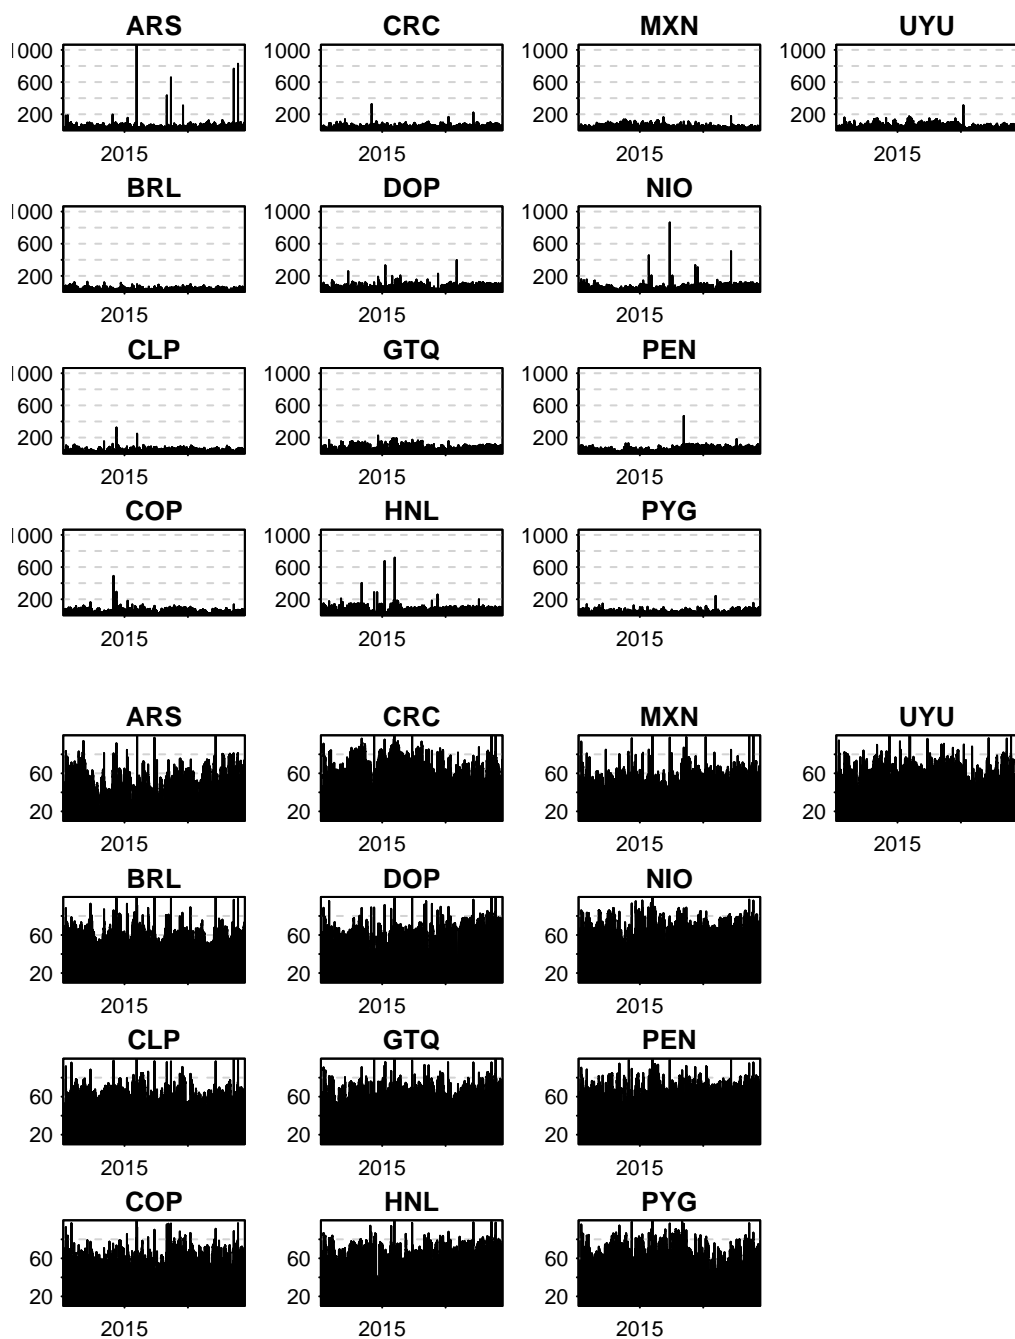 ARS CRC MXN UYU
1000 1000 1000 1000
600 600 600 600
200 200 200 200
2015 2015 2015 2015
BRL DOP NIO
1000 1000 1000
600 600 600
200 200 200
2015 2015 2015
CLP GTQ PEN
1000 1000 1000
600 600 600
200 200 200
2015 2015 2015
COP HNL PYG
1000 1000 1000
600 600 600
200 200 200
2015 2015 2015
ARS CRC MXN UYU
60 60 60 60
20 20 20 20
2015 2015 2015 2015
BRL DOP NIO
60 60 60
20 20 20
2015 2015 2015
CLP GTQ PEN
60 60 60
20 20 20
2015 2015 2015
COP HNL PYG
60 60 60
20 20 20
2015 2015 2015